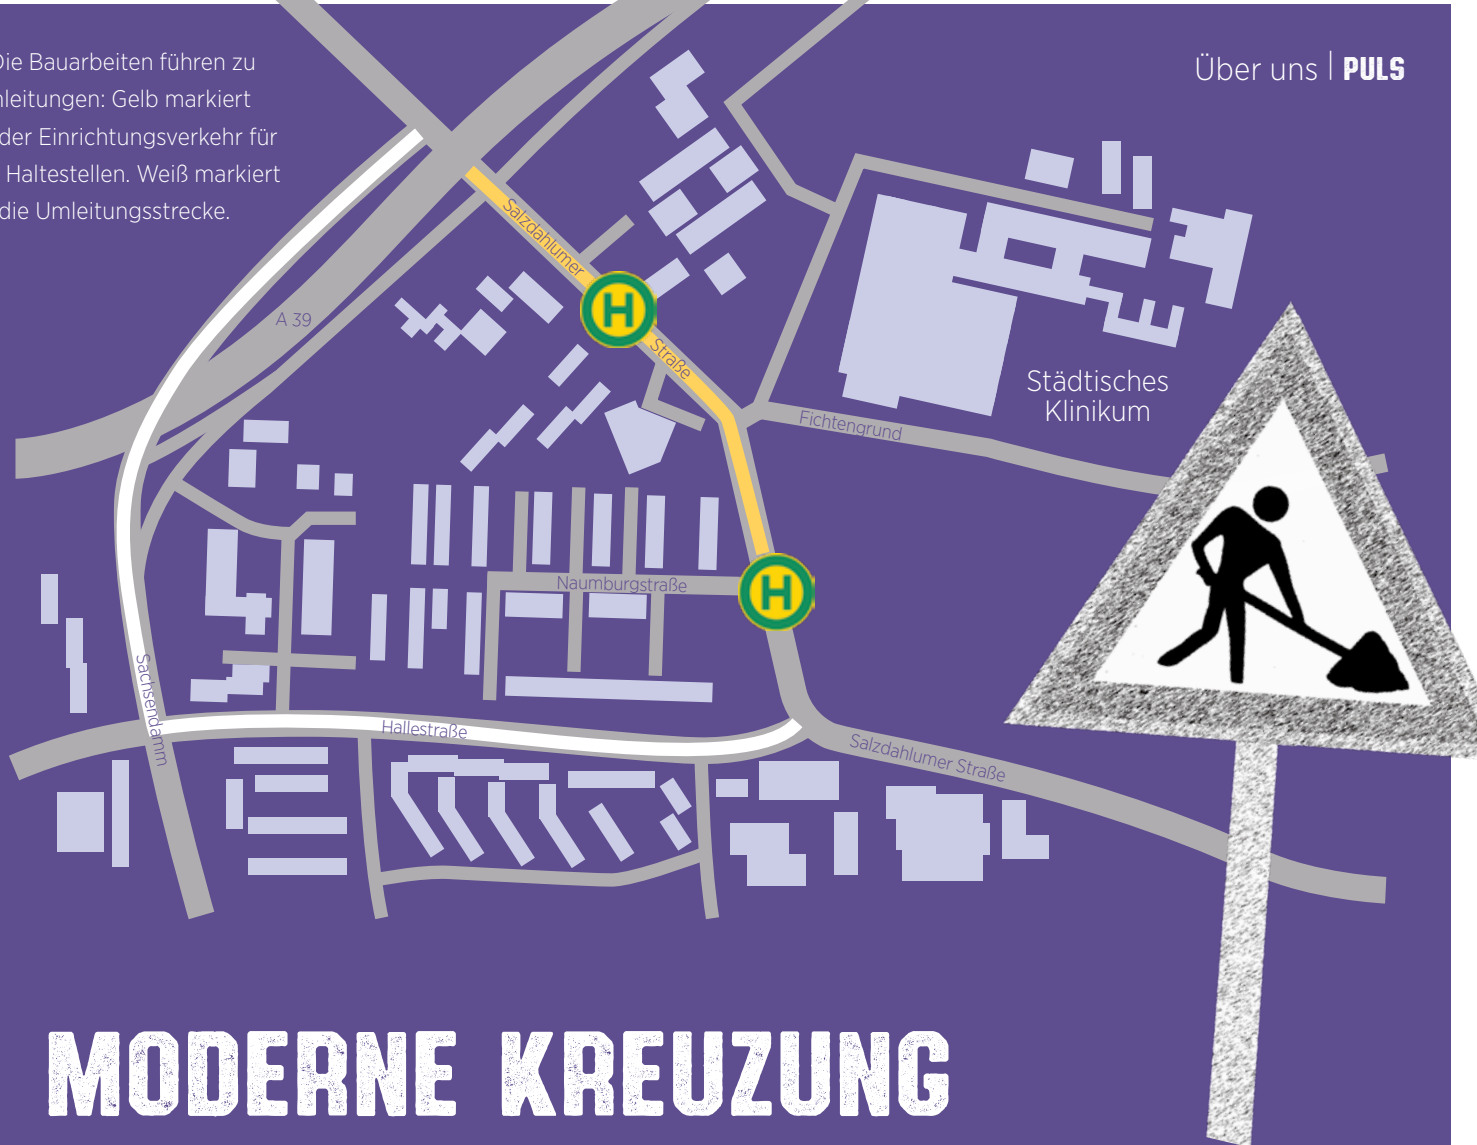 Die Bauarbeiten führen zu
nleitungen: Gelb markiert
der Einrichtungsverkehr für
Haltestellen. Weiß markiert
die Umleitungsstrecke.
Über uns | PULS
Salzdahlumer
H
A 39
Straße
Städtisches
Klinikum
Fichtengrund
Naumburgstraße
H
Sachsendamm
Hallestraße
Salzdahlumer Straße
MODERNE KREUZUNG